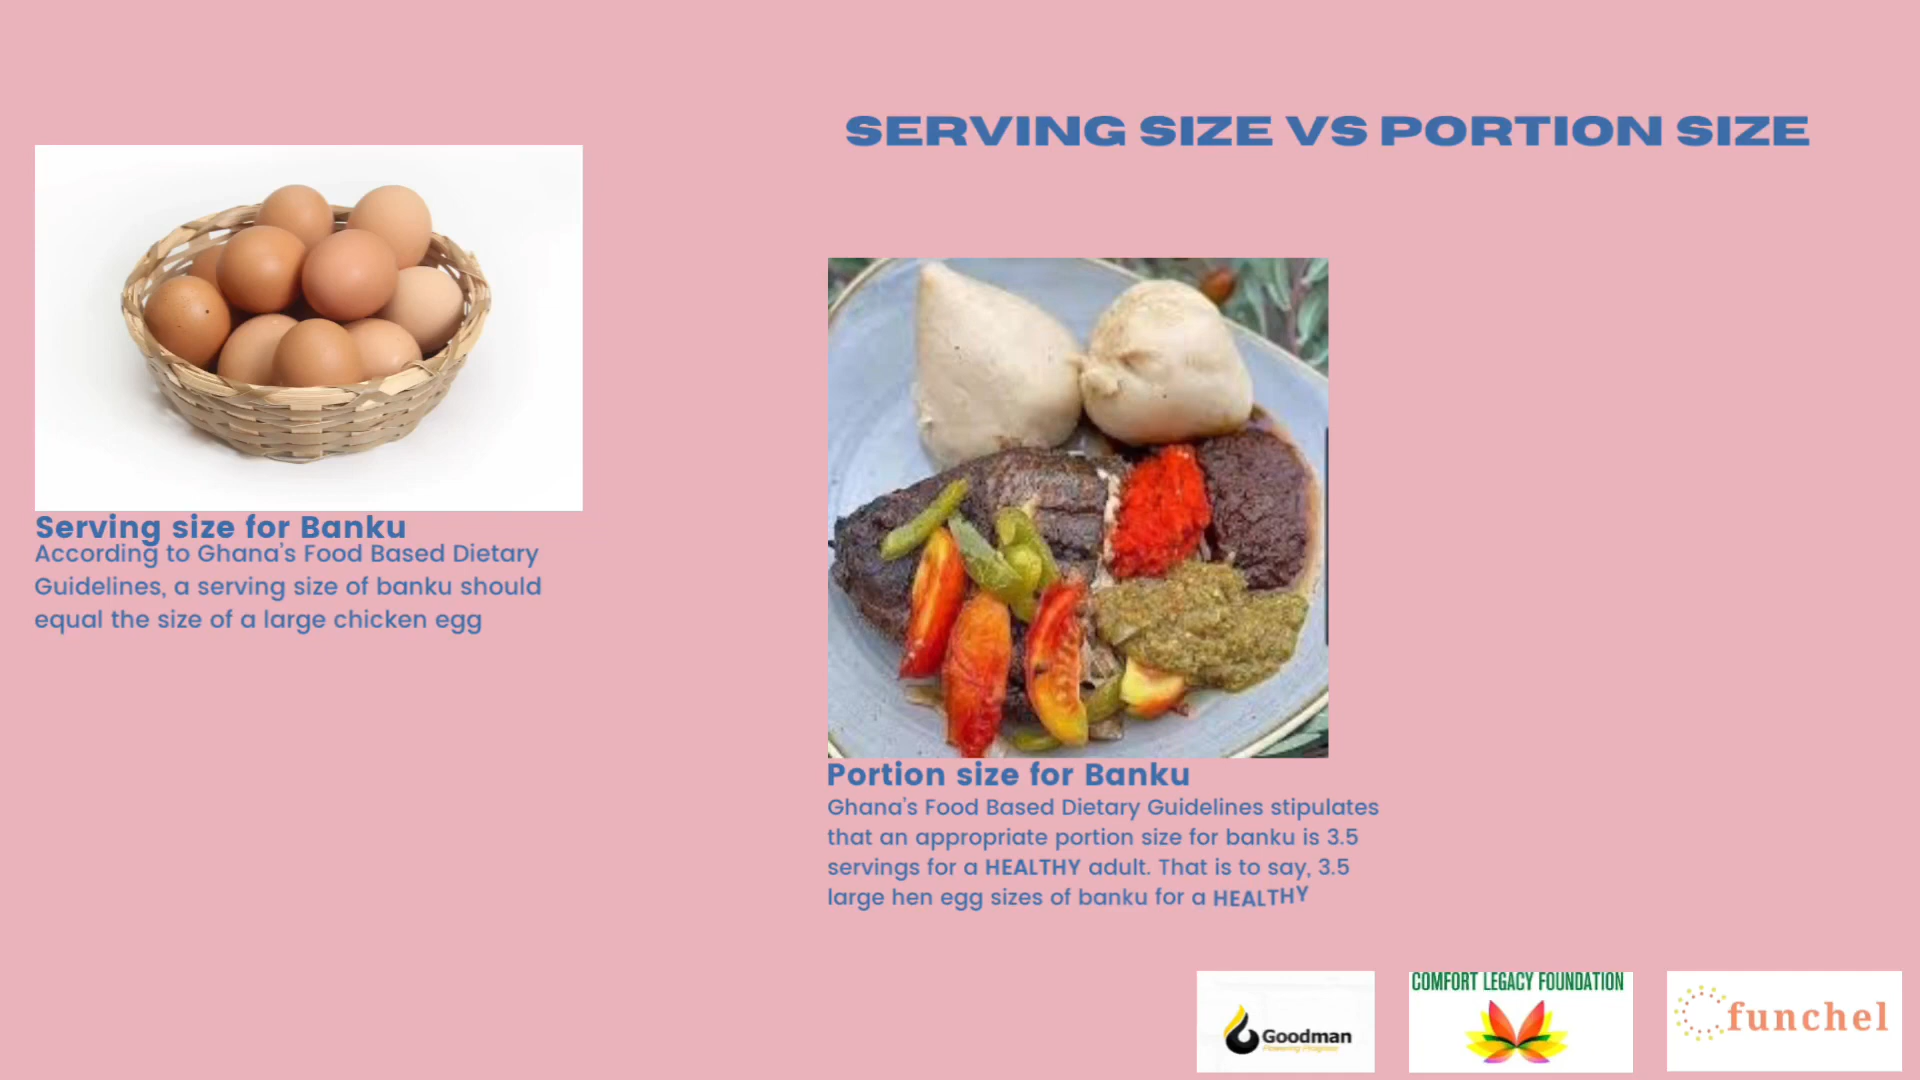 SERVING SIZE VS PORTION SIZE
Serving size for Banku
According to Ghana's Food Based Dietary
Guidelines, a serving size of banku should
equal the size of a large chicken egg
Portion size for Banku
Ghana's Food Based Dietary Guidelines stipulates
that an appropriate portion size for banku is 3.5
servings for a HEALTHY adult. That is to say, 3.5
large hen egg sizes of banku for a HEALTHY
Goodman
Powering Progress
COMFORT LEGACY FOUNDATION
funchel